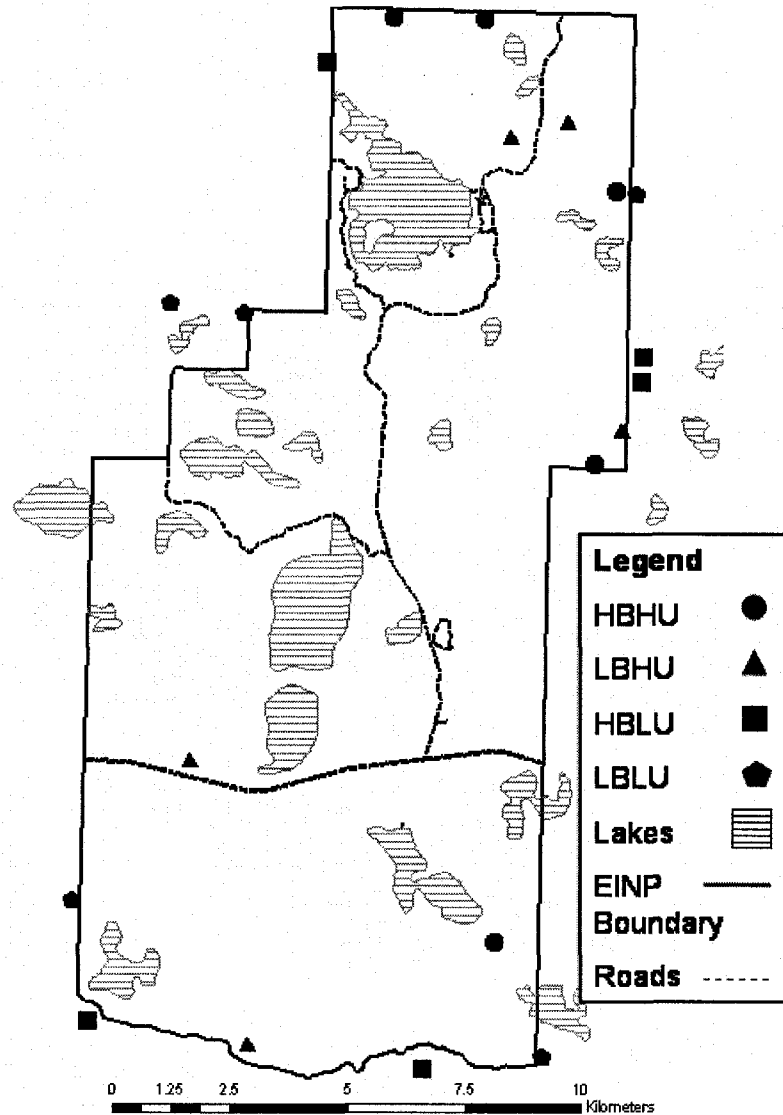 Legend
HBHU
LBHU
HBLU
LBLU
Lakes
EINP
Boundary
Roads
0 1.25 2.5 5 7.5 10
Kilometers